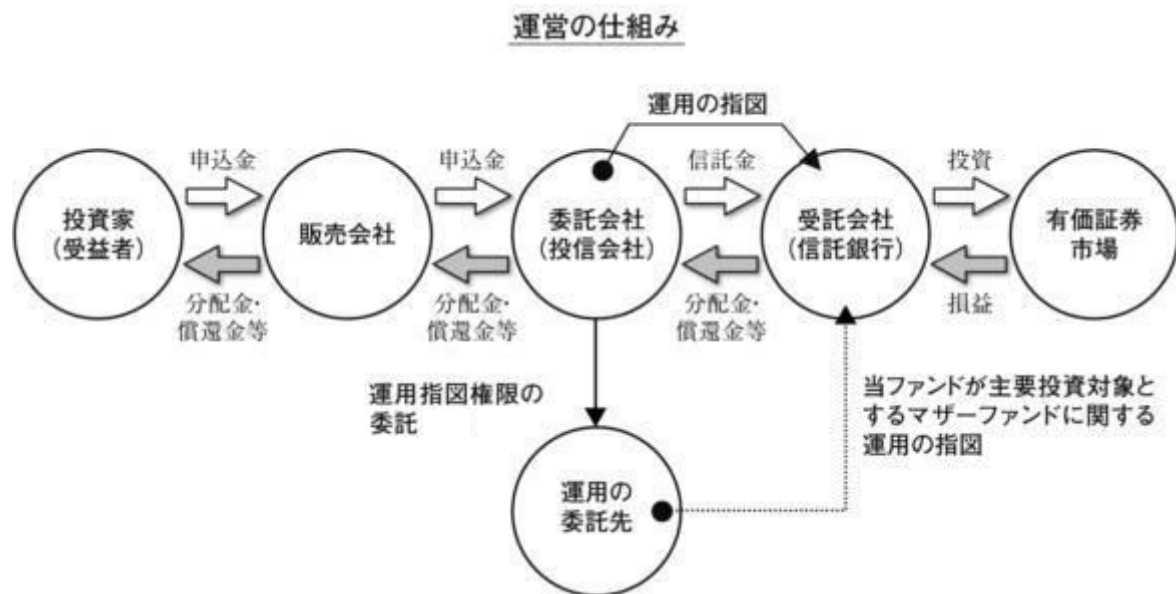 運営の仕組み
運用の指図
申込金
申込金
信託金
投資
投資家
(受益者)
販売会社
委託会社
(投信会社)
受託会社
(信託銀行)
有価証券
市場
分配金・
償還金等
分配金・
償還金等
分配金・
償還金等
損益
運用指図権限の
委託
当ファンドが主要投資対象と
するマザーファンドに関する
運用の指図
運用の
委託先